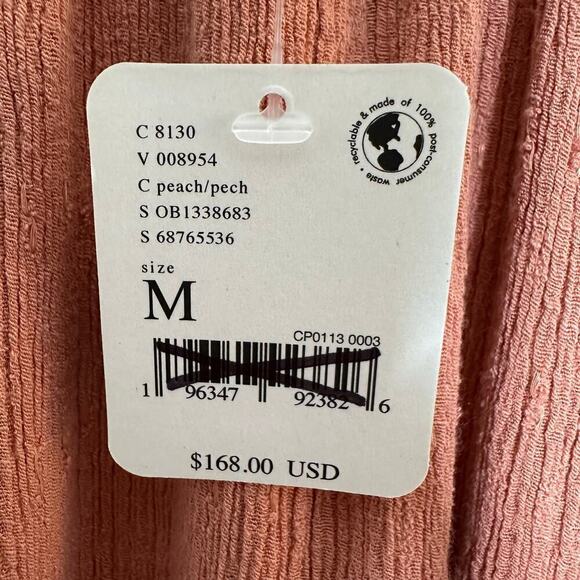 C 8130
V 008954
C peach/pech
S OB1338683
S 68765536
size
M
CP0113 0003
1 96347 92382 6
$168.00 USD
recyclable & made of 100% post-consumer waste •